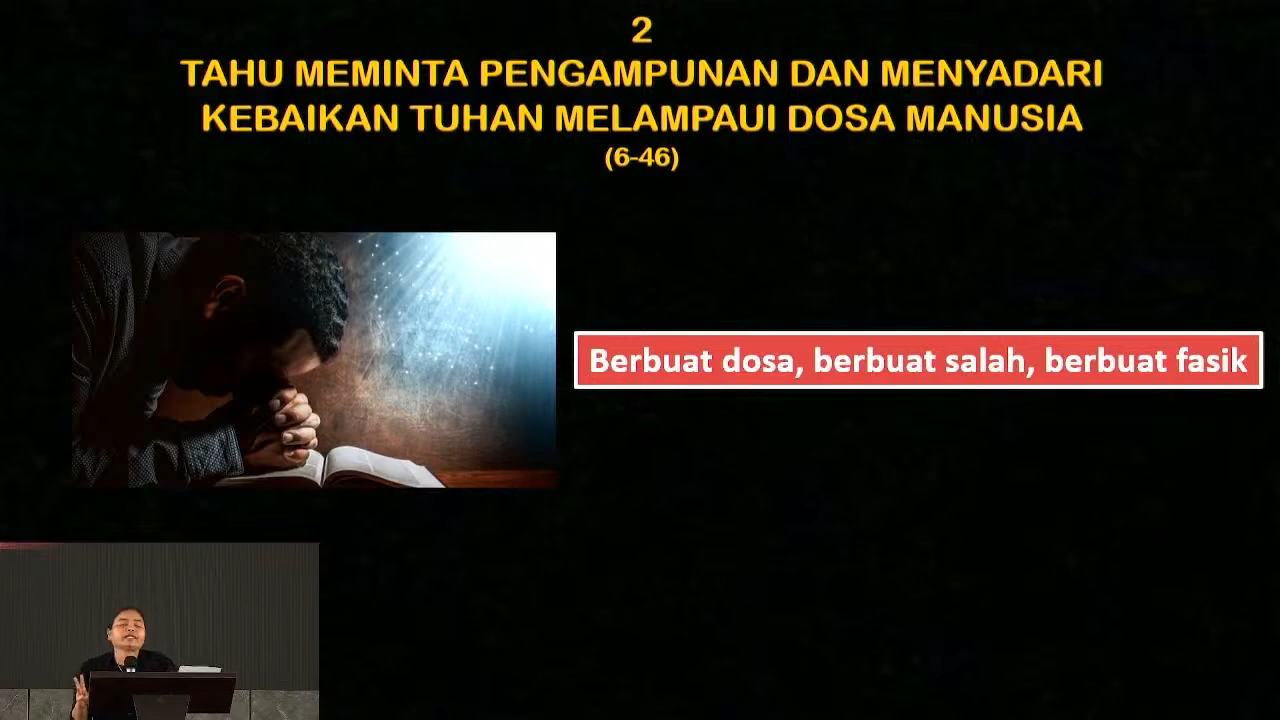 2
TAHU MEMINTA PENGAMPUNAN DAN MENYADARI
KEBAIKAN TUHAN MELAMPAUI DOSA MANUSIA
(6-46)
Berbuat dosa, berbuat salah, berbuat fasik